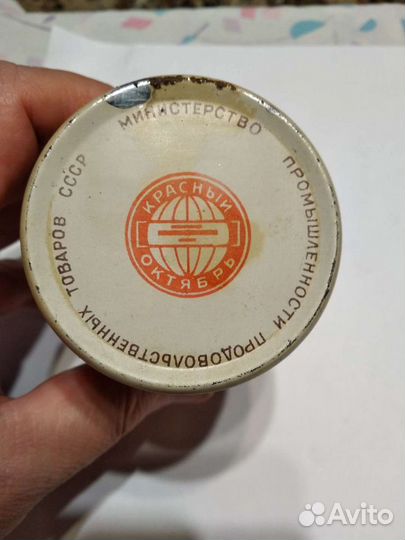 МИНИСТЕРСТВО ПРОМЫШЛЕННОСТИ ПРОДОВОЛЬСТВЕННЫХ ТОВАРОВ СССР
КРАСНЫЙ
ОКТЯБРЬ
Avito